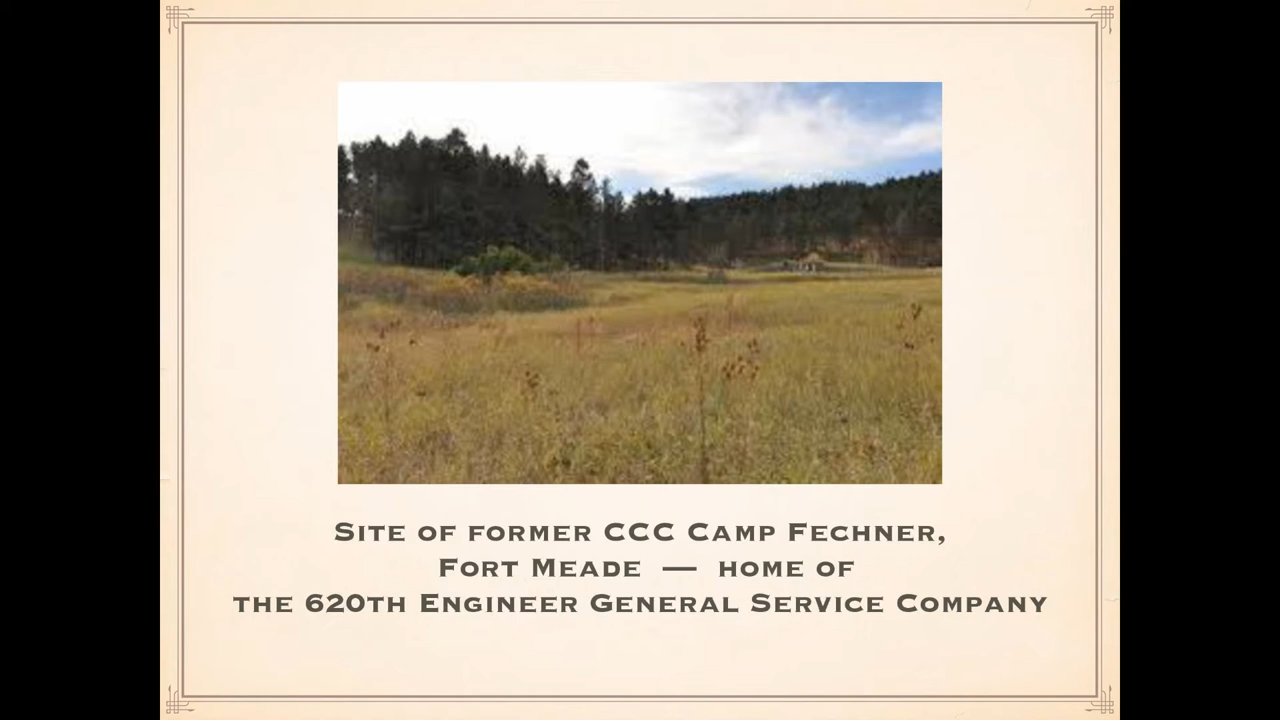 Site of former CCC Camp Fechner,
Fort Meade — home of
the 620th Engineer General Service Company